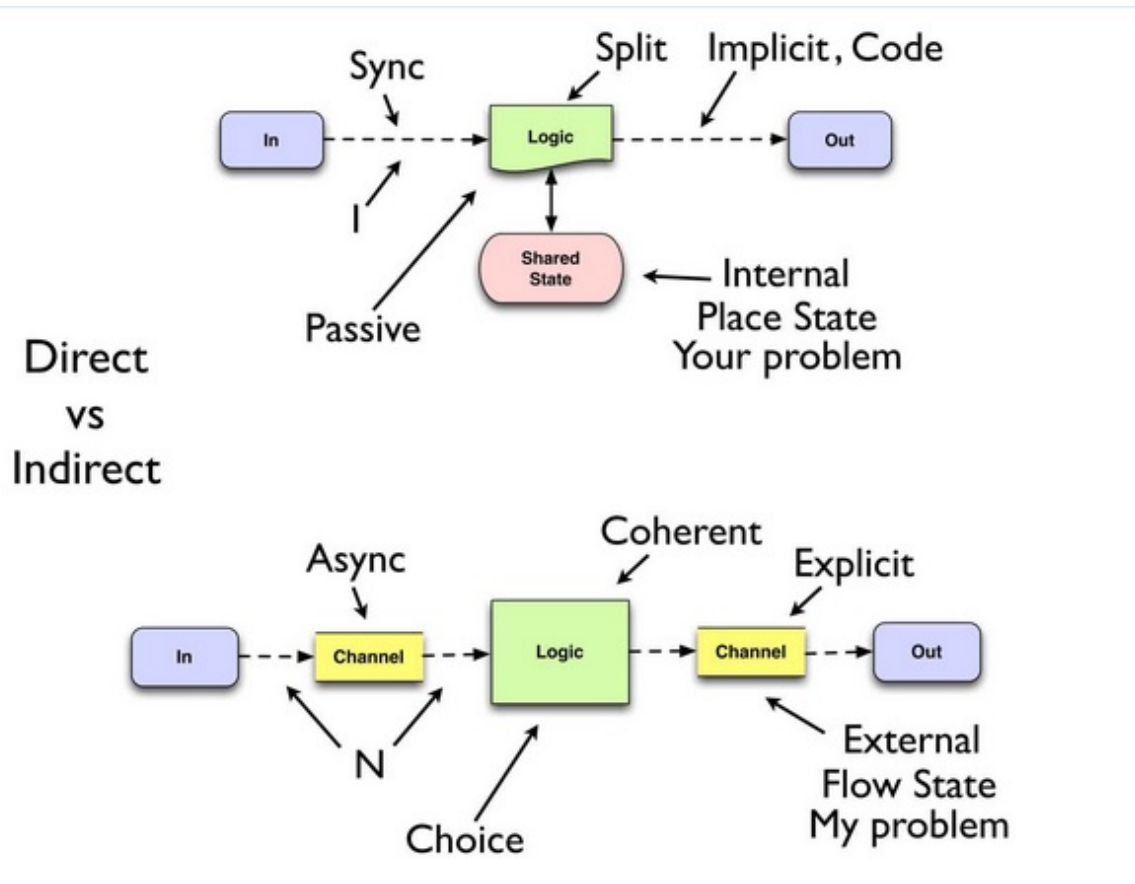 Sync
Split
Implicit, Code
In
Logic
Out
I
Shared
State
Internal
Place State
Your problem
Passive
Direct
vs
Indirect
Coherent
Async
Explicit
In
Channel
Logic
Channel
Out
N
External
Flow State
My problem
Choice